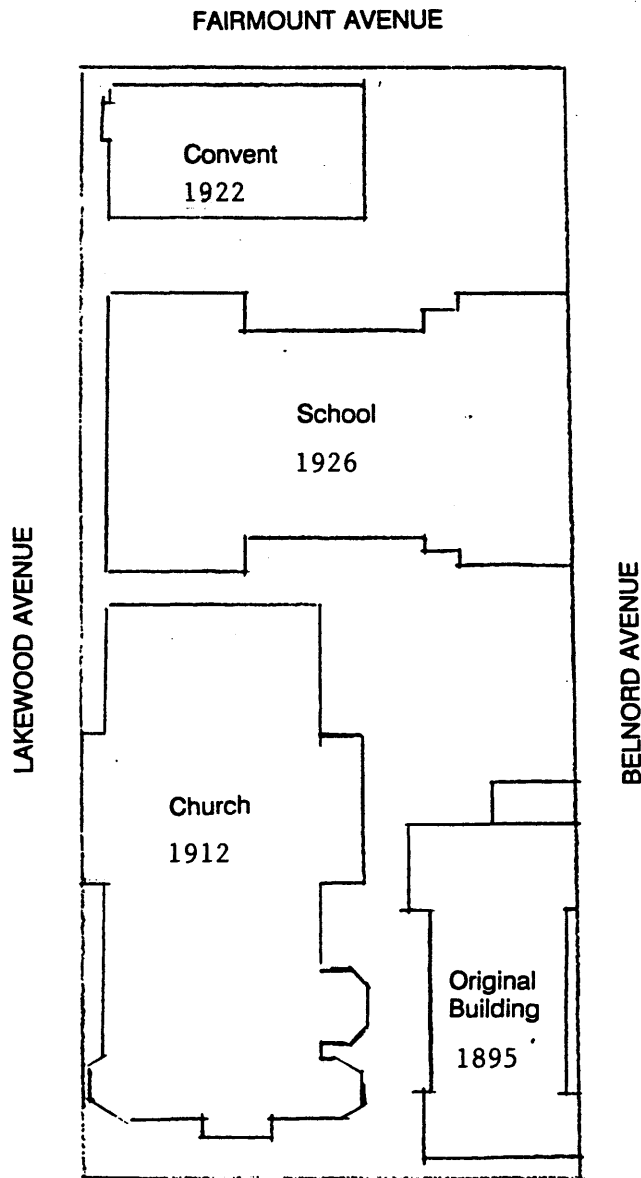 FAIRMOUNT AVENUE
Convent
1922
School
1926
LAKEWOOD AVENUE
BELNORD AVENUE
Church
1912
Original
Building
1895